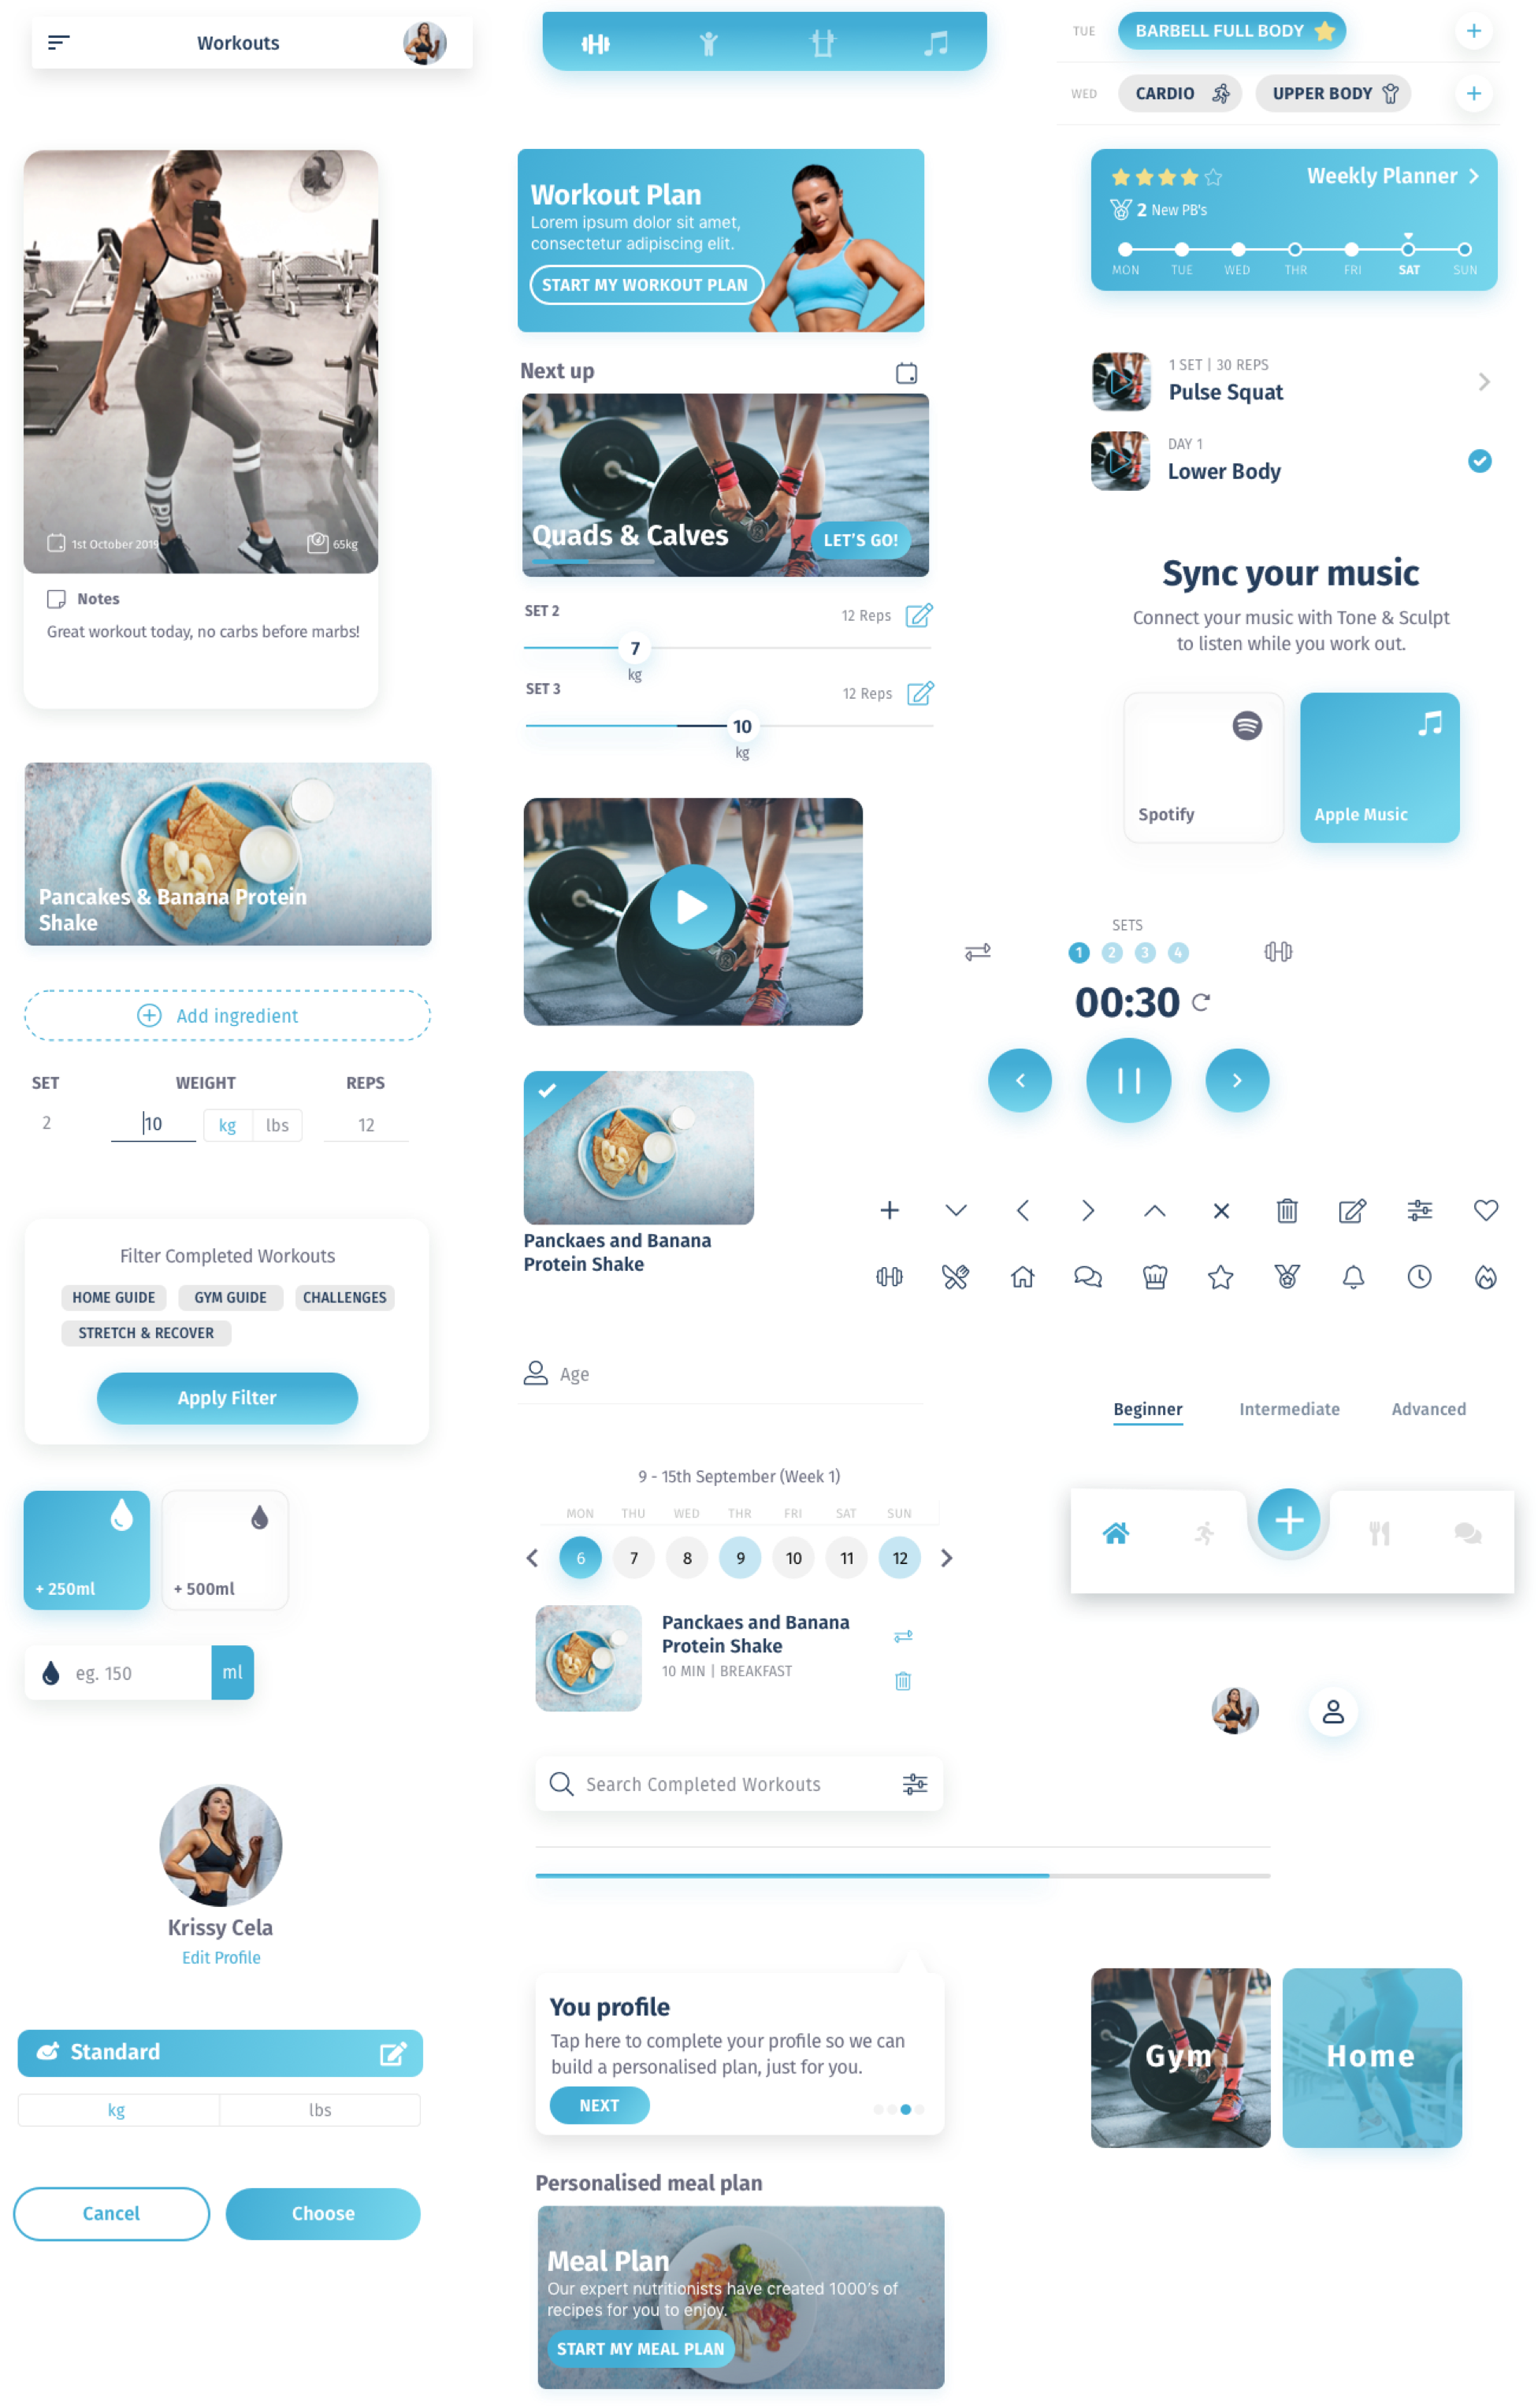 Workouts
1st October 2019
65kg
Notes
Great workout today, no carbs before marbs!
Pancakes & Banana Protein
Shake
Add ingredient
SET WEIGHT REPS
2 10 kg lbs 12
Filter Completed Workouts
HOME GUIDE GYM GUIDE CHALLENGES
STRETCH & RECOVER
Apply Filter
+ 250ml + 500ml
eg. 150 ml
Krissy Cela
Edit Profile
Standard
kg lbs
Cancel Choose
Workout Plan
Lorem ipsum dolor sit amet,
consectetur adipiscing elit.
START MY WORKOUT PLAN
Next up
Quads & Calves
LET'S GO!
SET 2 12 Reps
7
kg
SET 3 12 Reps
10
kg
Panckaes and Banana
Protein Shake
Age
9 - 15th September (Week 1)
MON THU WED THR FRI SAT SUN
6 7 8 9 10 11 12
Panckaes and Banana
Protein Shake
10 MIN | BREAKFAST
Search Completed Workouts
You profile
Tap here to complete your profile so we can
build a personalised plan, just for you.
NEXT
Personalised meal plan
Meal Plan
Our expert nutritionists have created 1000's of
recipes for you to enjoy.
START MY MEAL PLAN
TUE BARBELL FULL BODY
WED CARDIO UPPER BODY
Weekly Planner
2 New PB's
MON TUE WED THR FRI SAT SUN
1 SET | 30 REPS
Pulse Squat
DAY 1
Lower Body
Sync your music
Connect your music with Tone & Sculpt
to listen while you work out.
Spotify Apple Music
SETS
1 2 3 4
00:30
Beginner Intermediate Advanced
Gym Home